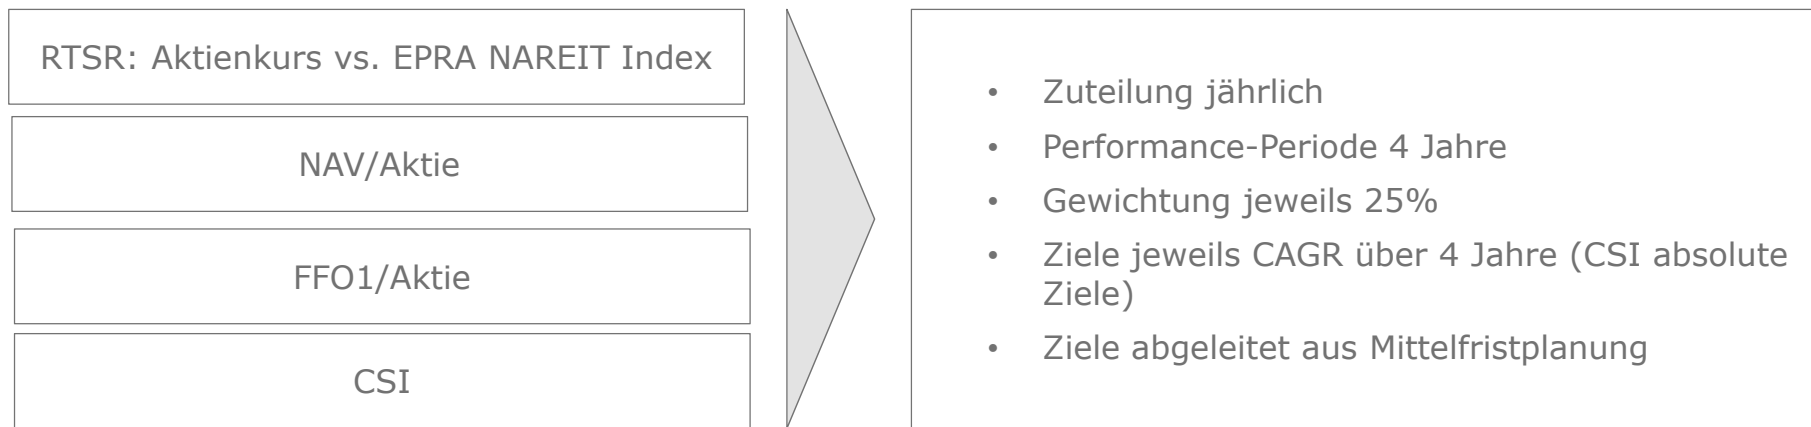 RTSR: Aktienkurs vs. EPRA NAREIT Index
NAV/Aktie
FFO1/Aktie
CSI
• Zuteilung jährlich
• Performance-Periode 4 Jahre
• Gewichtung jeweils 25%
• Ziele jeweils CAGR über 4 Jahre (CSI absolute
Ziele)
• Ziele abgeleitet aus Mittelfristplanung